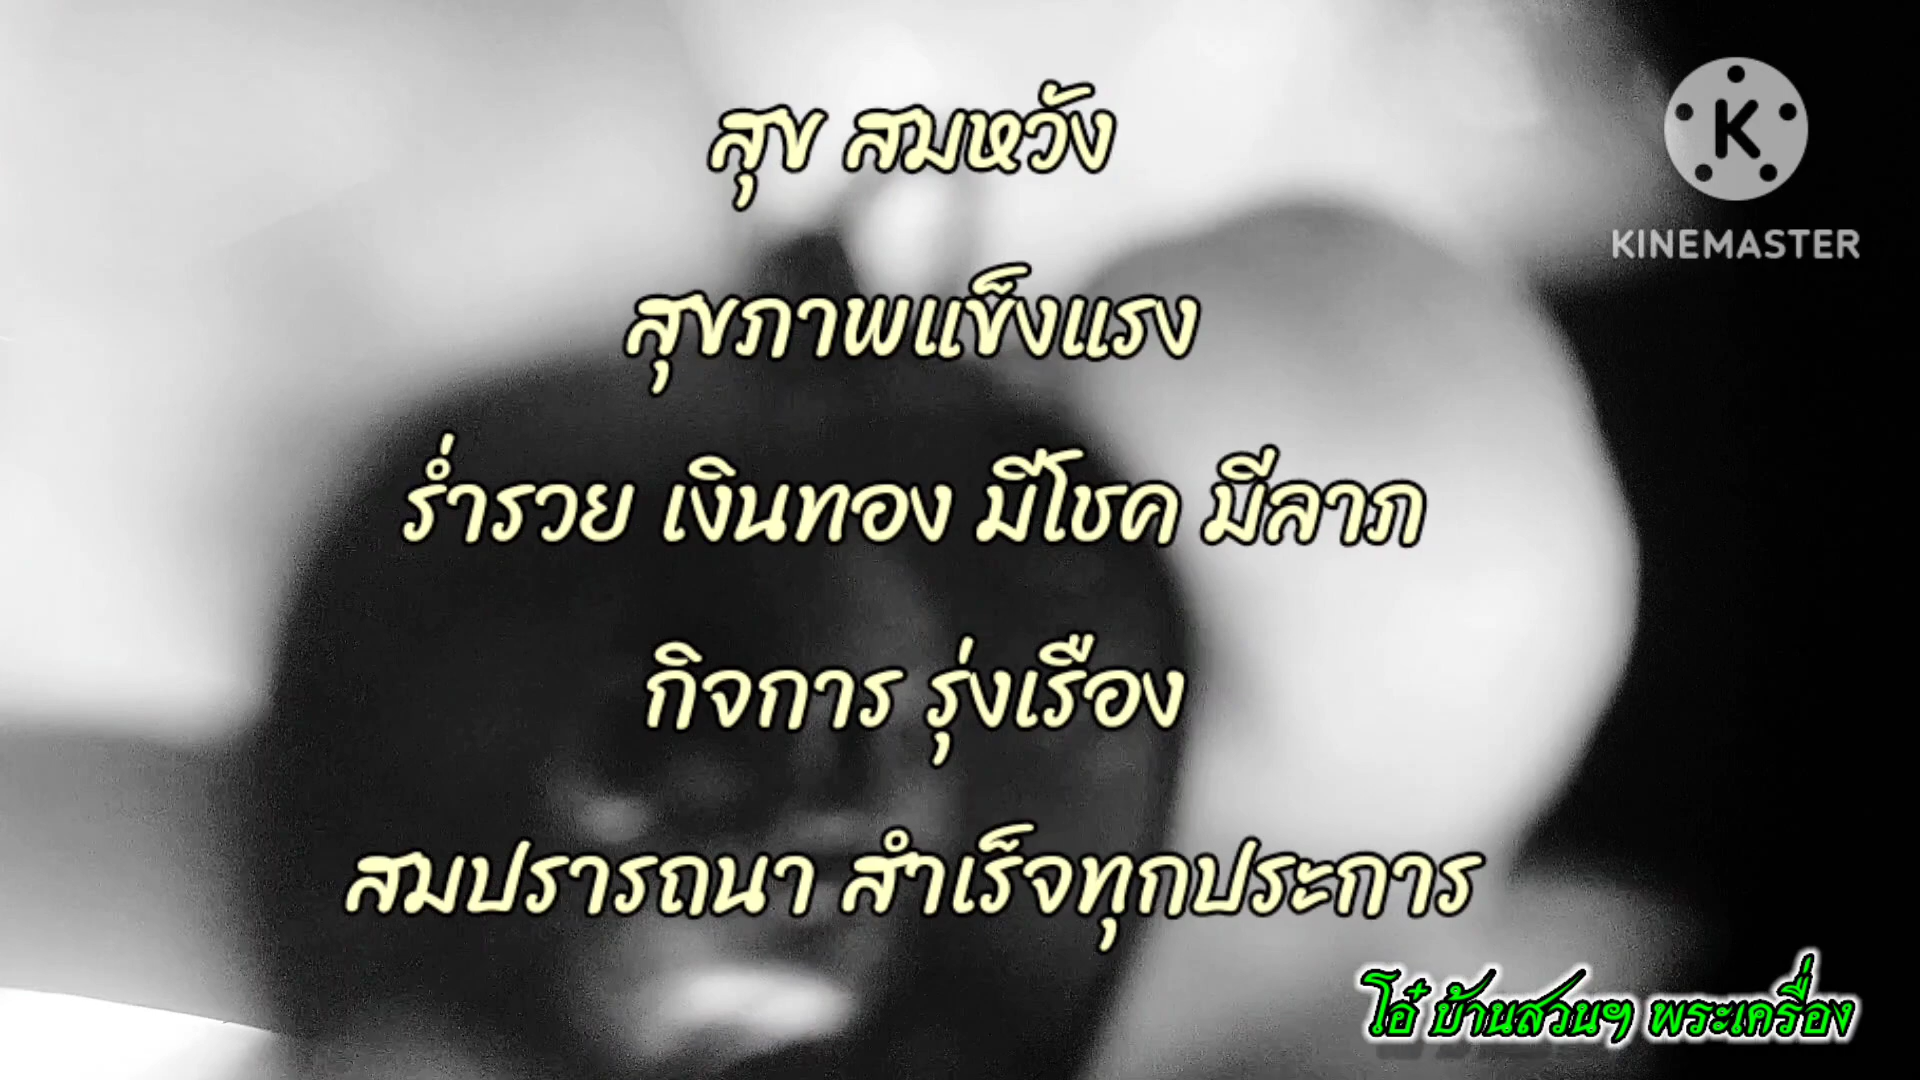 สุข สมหวัง
K
KINEMASTER
สุขภาพแข็งแรง
ร่ำรวย เงินทอง มีโชค มีลาภ
กิจการ รุ่งเรือง
สมปรารถนา สำเร็จทุกประการ
โอ๋ บ้านสวนฯ พระเครื่อง